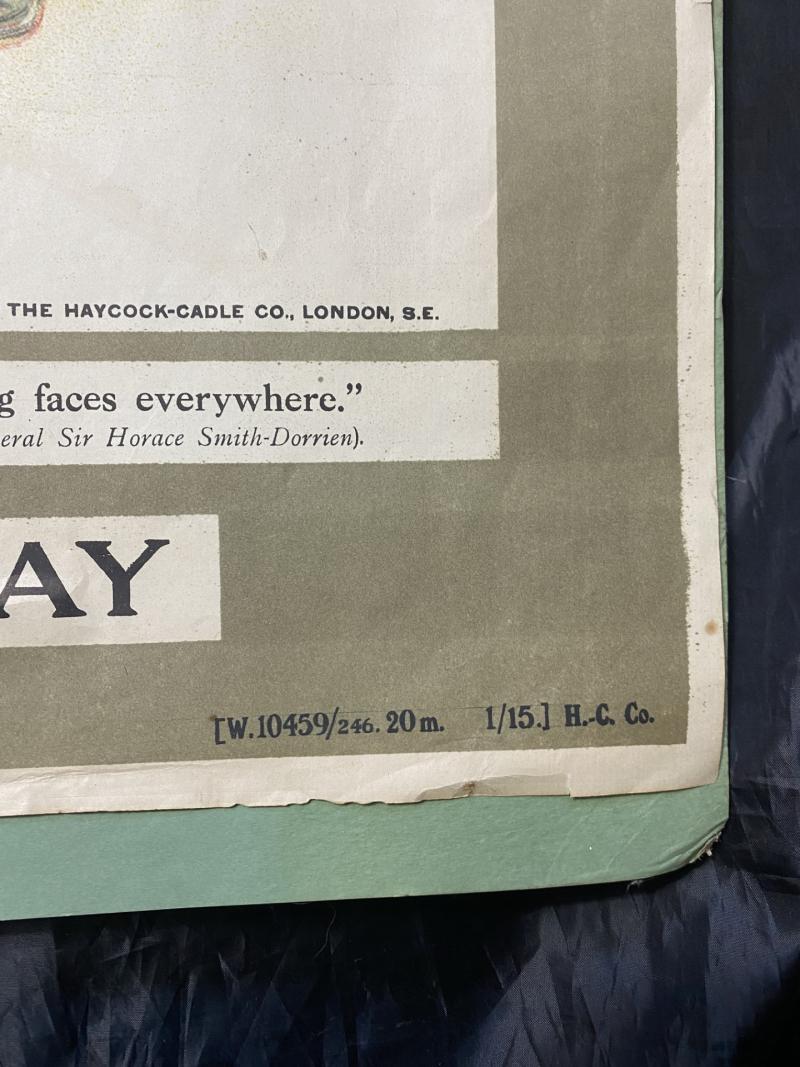 THE HAYCOCK-CADLE CO., LONDON, S.E.
g faces everywhere.”
eral Sir Horace Smith-Dorrien).
AY
[W.10459/246. 20 m. 1/15.] H.-C. Co.